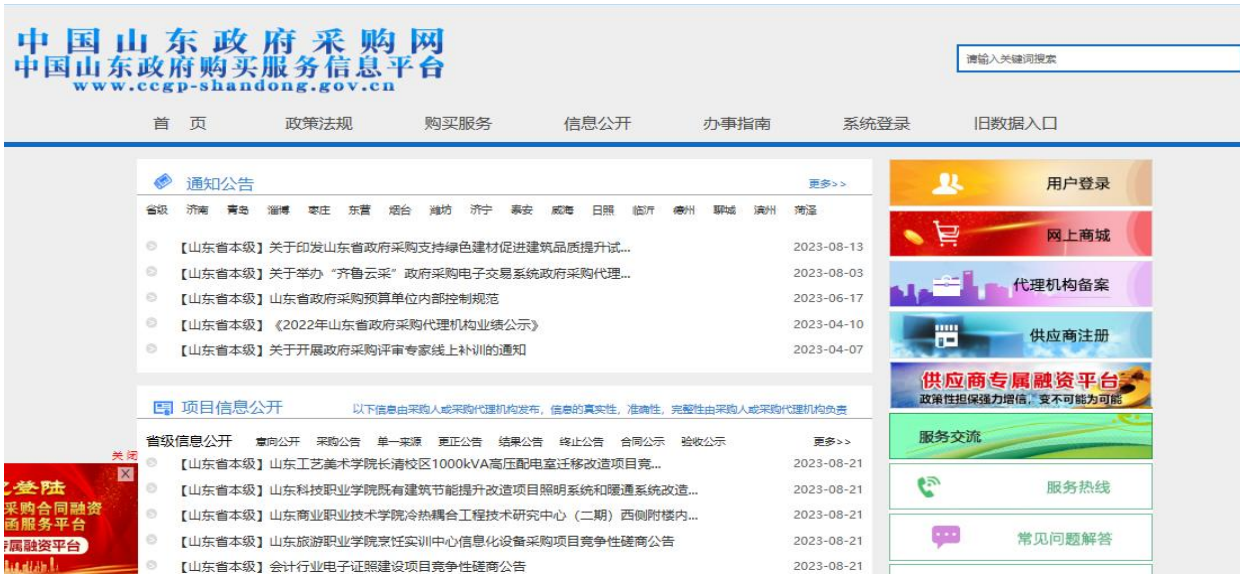 中国山东政府采购网
中国山东政府购买服务信息平台
www.ccgp-shandong.gov.cn
请输入关键词搜索
首 页 政策法规 购买服务 信息公开 办事指南 系统登录 旧数据入口
通知公告 更多>>
省级 济南 青岛 淄博 枣庄 东营 烟台 潍坊 济宁 泰安 威海 日照 临沂 德州 聊城 滨州 菏泽
【山东省本级】关于印发山东省政府采购支持绿色建材促进建筑品质提升试... 2023-08-13
【山东省本级】关于举办“齐鲁云采”政府采购电子交易系统政府采购代理... 2023-08-03
【山东省本级】山东省政府采购预算单位内部控制规范 2023-06-17
【山东省本级】《2022年山东省政府采购代理机构业绩公示》 2023-04-10
【山东省本级】关于开展政府采购评审专家线上补训的通知 2023-04-07
项目信息公开 以下信息由采购人或采购代理机构发布，信息的真实性，准确性，完整性由采购人或采购代理机构负责
省级信息公开 意向公开 采购公告 单一来源 更正公告 结果公告 终止公告 合同公示 验收公示 更多>>
【山东省本级】山东工艺美术学院长清校区1000kVA高压配电室迁移改造项目竞... 2023-08-21
【山东省本级】山东科技职业学院既有建筑节能提升改造项目照明系统和暖通系统改造... 2023-08-21
【山东省本级】山东商业职业技术学院冷热耦合工程技术研究中心（二期）西侧附楼内... 2023-08-21
【山东省本级】山东旅游职业学院烹饪实训中心信息化设备采购项目竞争性磋商公告 2023-08-21
【山东省本级】会计行业电子证照建设项目竞争性磋商公告 2023-08-21
用户登录
网上商城
代理机构备案
供应商注册
供应商专属融资平台
政策性担保强力增信，变不可能为可能
服务交流
服务热线
常见问题解答
关闭
登陆
采购合同融资
函服务平台
属融资平台